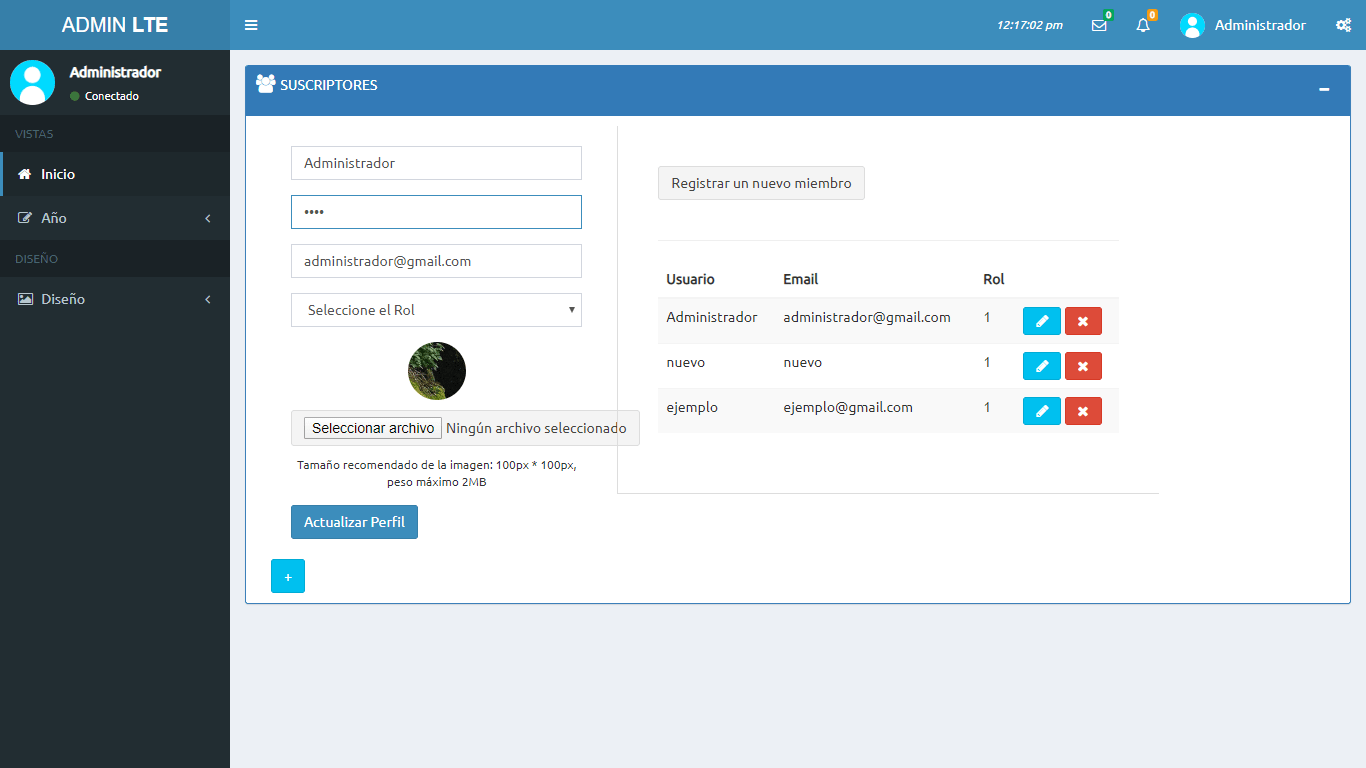 ADMIN LTE
12:17:02 pm
0
0
Administrador
Administrador
Conectado
VISTAS
Inicio
Año
DISEÑO
Diseño
SUSCRIPTORES
Administrador
••••
administrador@gmail.com
Seleccione el Rol
Seleccionar archivo Ningún archivo seleccionado
Tamaño recomendado de la imagen: 100px * 100px,
peso máximo 2MB
Actualizar Perfil
+
Registrar un nuevo miembro
Usuario Email Rol
Administrador administrador@gmail.com 1
nuevo nuevo 1
ejemplo ejemplo@gmail.com 1